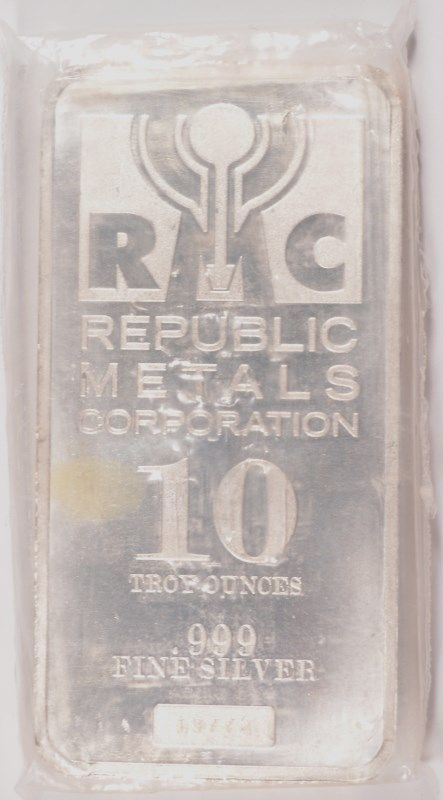 RMC
REPUBLIC
METALS
CORPORATION
10
TROY OUNCES
.999
FINE SILVER